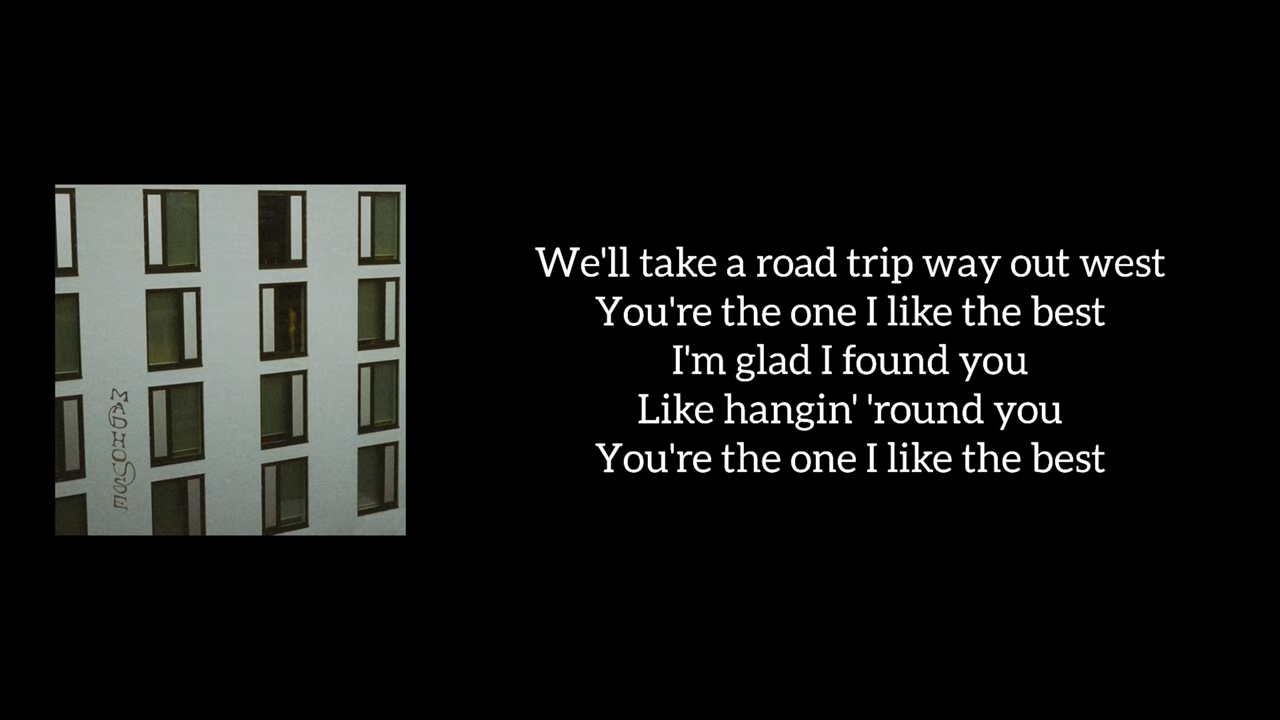 MADHOUSE
We'll take a road trip way out west
You're the one I like the best
I'm glad I found you
Like hangin' 'round you
You're the one I like the best